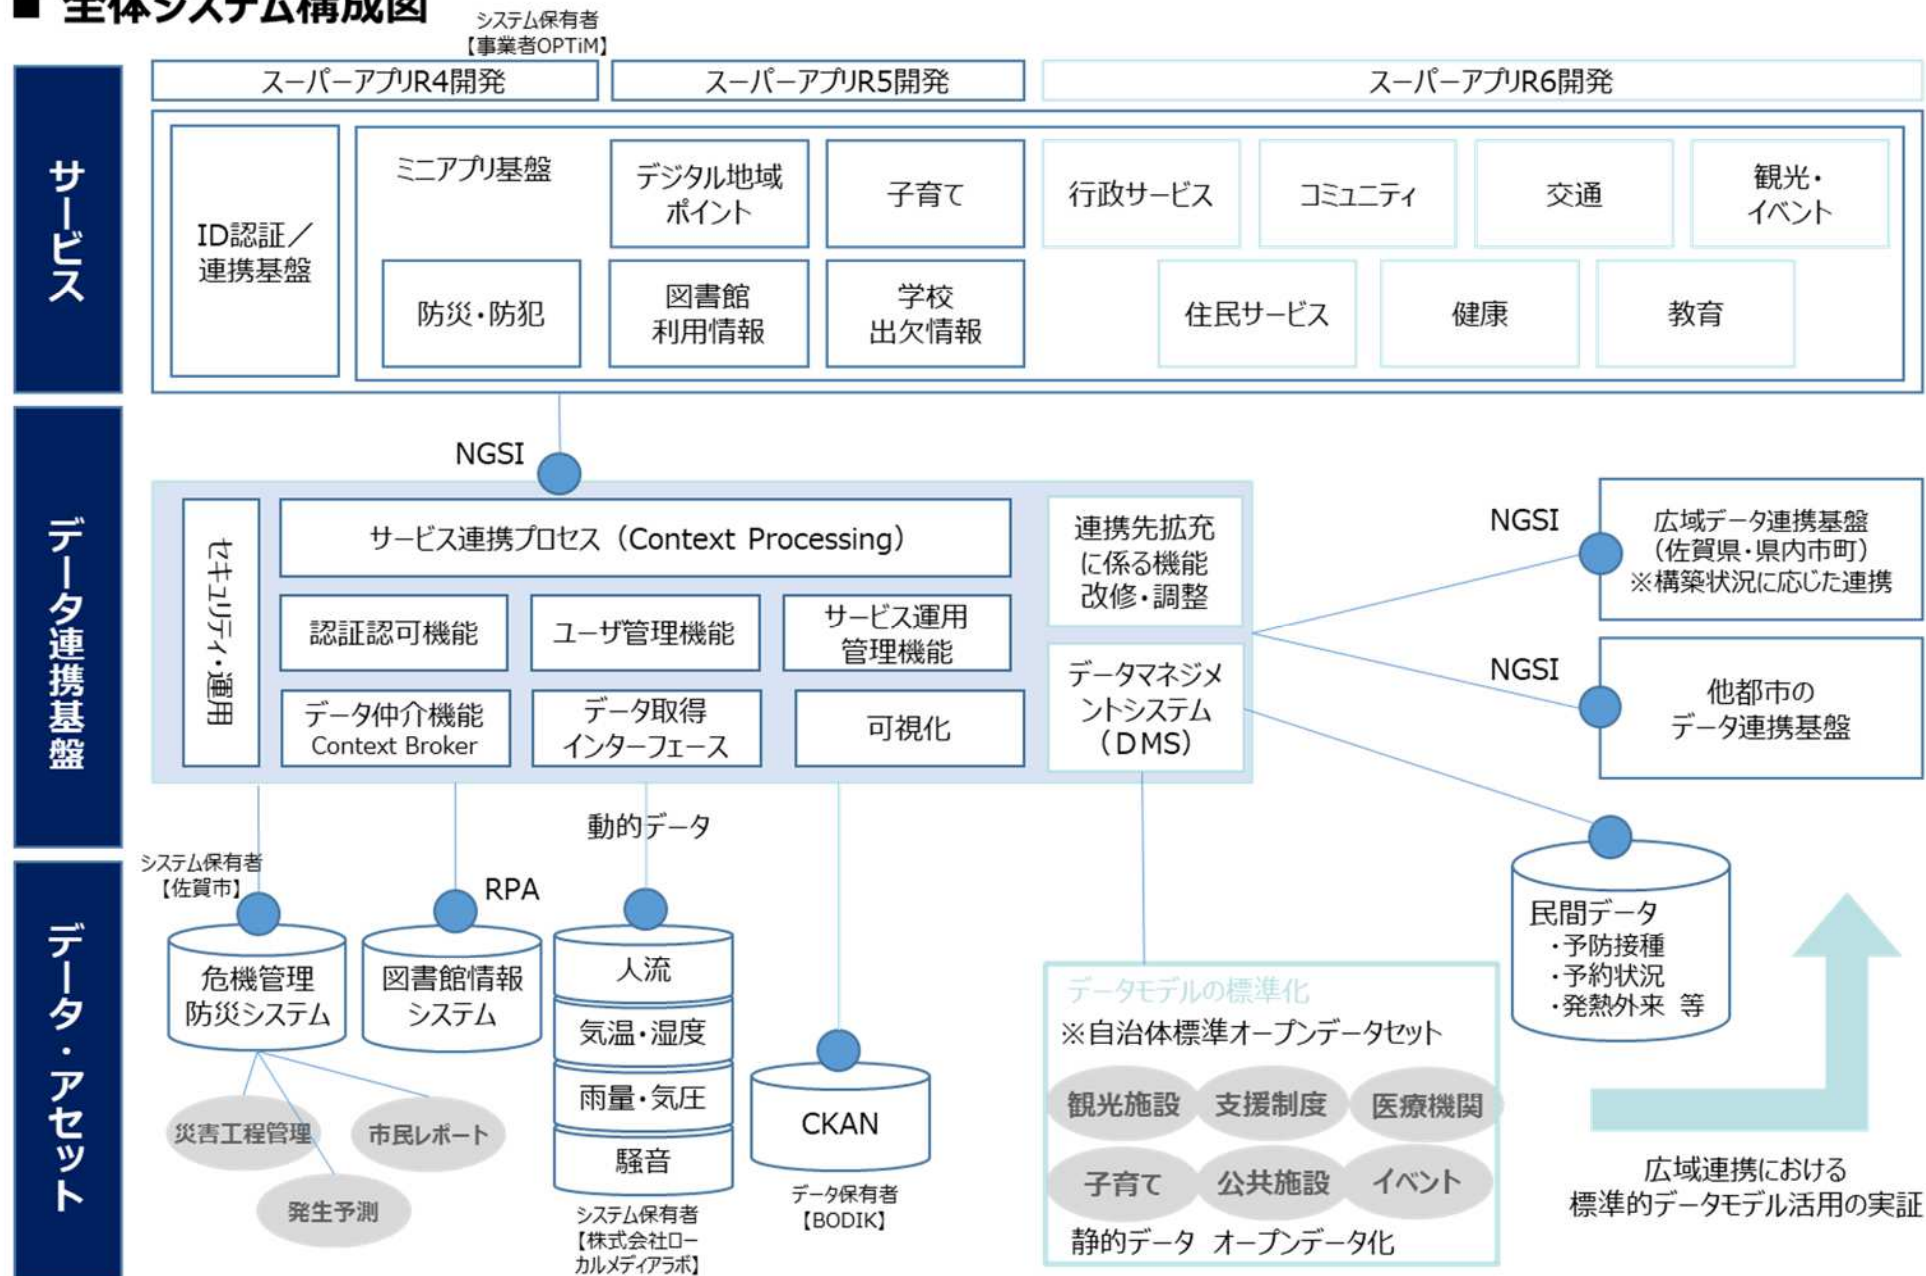 ■ 全体システム構成図
システム保有者
【事業者OPTiM】
スーパーアプリR4開発
スーパーアプリR5開発
スーパーアプリR6開発
サービス
ID認証／
連携基盤
ミニアプリ基盤
デジタル地域
ポイント
子育て
行政サービス
コミュニティ
交通
観光・
イベント
防災・防犯
図書館
利用情報
学校
出欠情報
住民サービス
健康
教育
データ連携基盤
NGSI
セキュリティ・運用
サービス連携プロセス（Context Processing）
認証認可機能
ユーザ管理機能
サービス運用
管理機能
データ仲介機能
Context Broker
データ取得
インターフェース
可視化
連携先拡充
に係る機能
改修・調整
データマネジメ
ントシステム
（DMS）
NGSI
広域データ連携基盤
（佐賀県・県内市町）
※構築状況に応じた連携
NGSI
他都市の
データ連携基盤
データ・アセット
システム保有者
【佐賀市】
RPA
動的データ
危機管理
防災システム
災害工程管理
市民レポート
発生予測
図書館情報
システム
人流
気温・湿度
雨量・気圧
騒音
システム保有者
【株式会社ロー
カルメディアラボ】
CKAN
データ保有者
【BODIK】
データモデルの標準化
※自治体標準オープンデータセット
観光施設
支援制度
医療機関
子育て
公共施設
イベント
静的データ オープンデータ化
民間データ
・予防接種
・予約状況
・発熱外来 等
広域連携における
標準的データモデル活用の実証